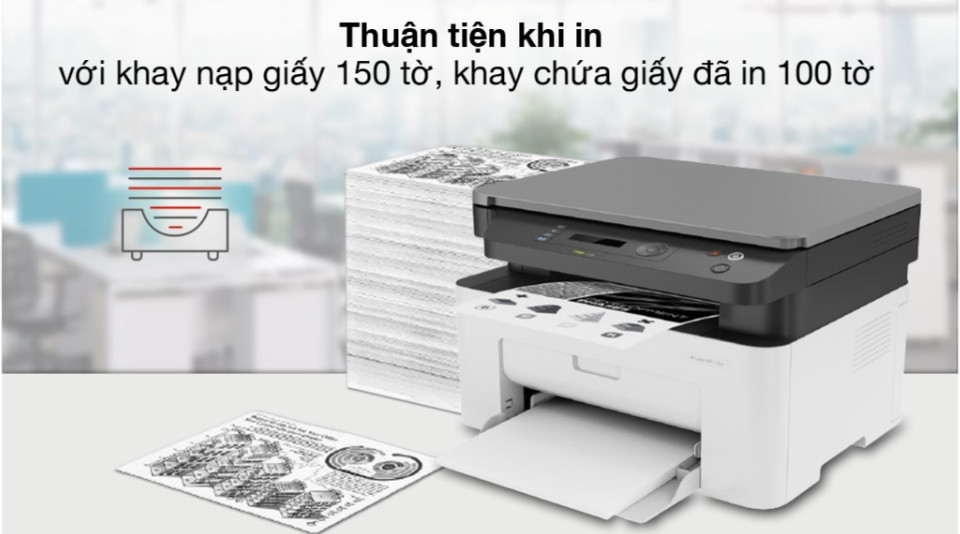 Thuận tiện khi in
với khay nạp giấy 150 tờ, khay chứa giấy đã in 100 tờ